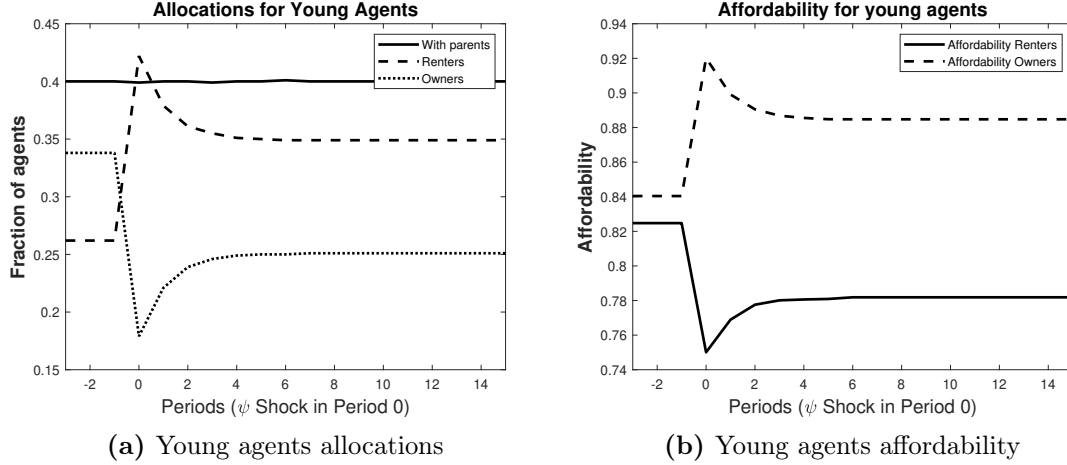 Allocations for Young Agents
With parents
Renters
Owners
Fraction of agents
0.45
0.4
0.35
0.3
0.25
0.2
0.15
-2 0 2 4 6 8 10 12 14
Periods (ψ Shock in Period 0)
(a) Young agents allocations
Affordability for young agents
Affordability Renters
Affordability Owners
Affordability
0.94
0.92
0.9
0.88
0.86
0.84
0.82
0.8
0.78
0.76
0.74
-2 0 2 4 6 8 10 12 14
Periods (ψ Shock in Period 0)
(b) Young agents affordability